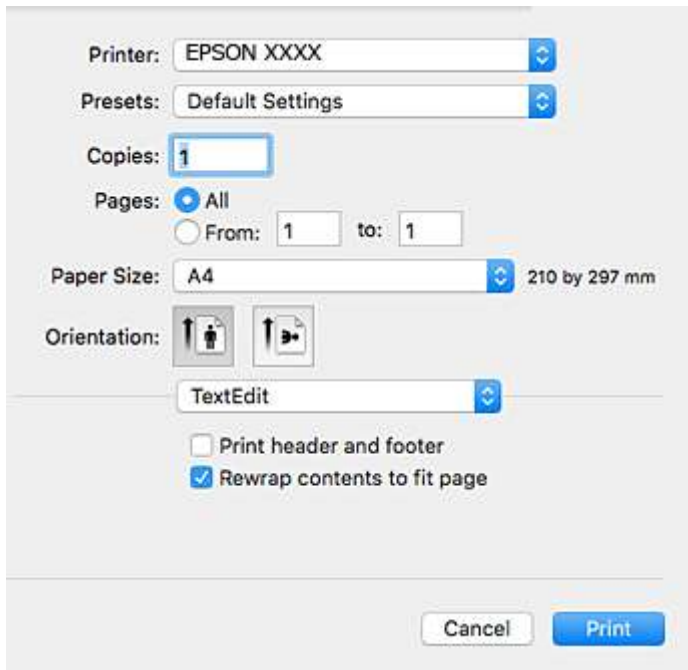 Printer: EPSON XXXX
Presets: Default Settings
Copies: 1
Pages: All
From: 1 to: 1
Paper Size: A4 210 by 297 mm
Orientation:
TextEdit
Print header and footer
Rewrap contents to fit page
Cancel Print